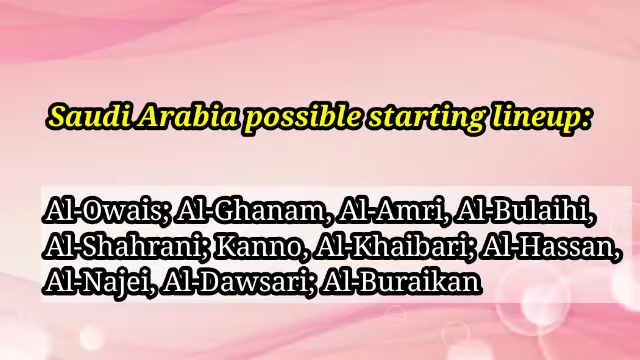 Saudi Arabia possible starting lineup:
Al-Owais; Al-Ghanam, Al-Amri, Al-Bulaihi,
Al-Shahrani; Kanno, Al-Khaibari; Al-Hassan,
Al-Najei, Al-Dawsari; Al-Buraikan